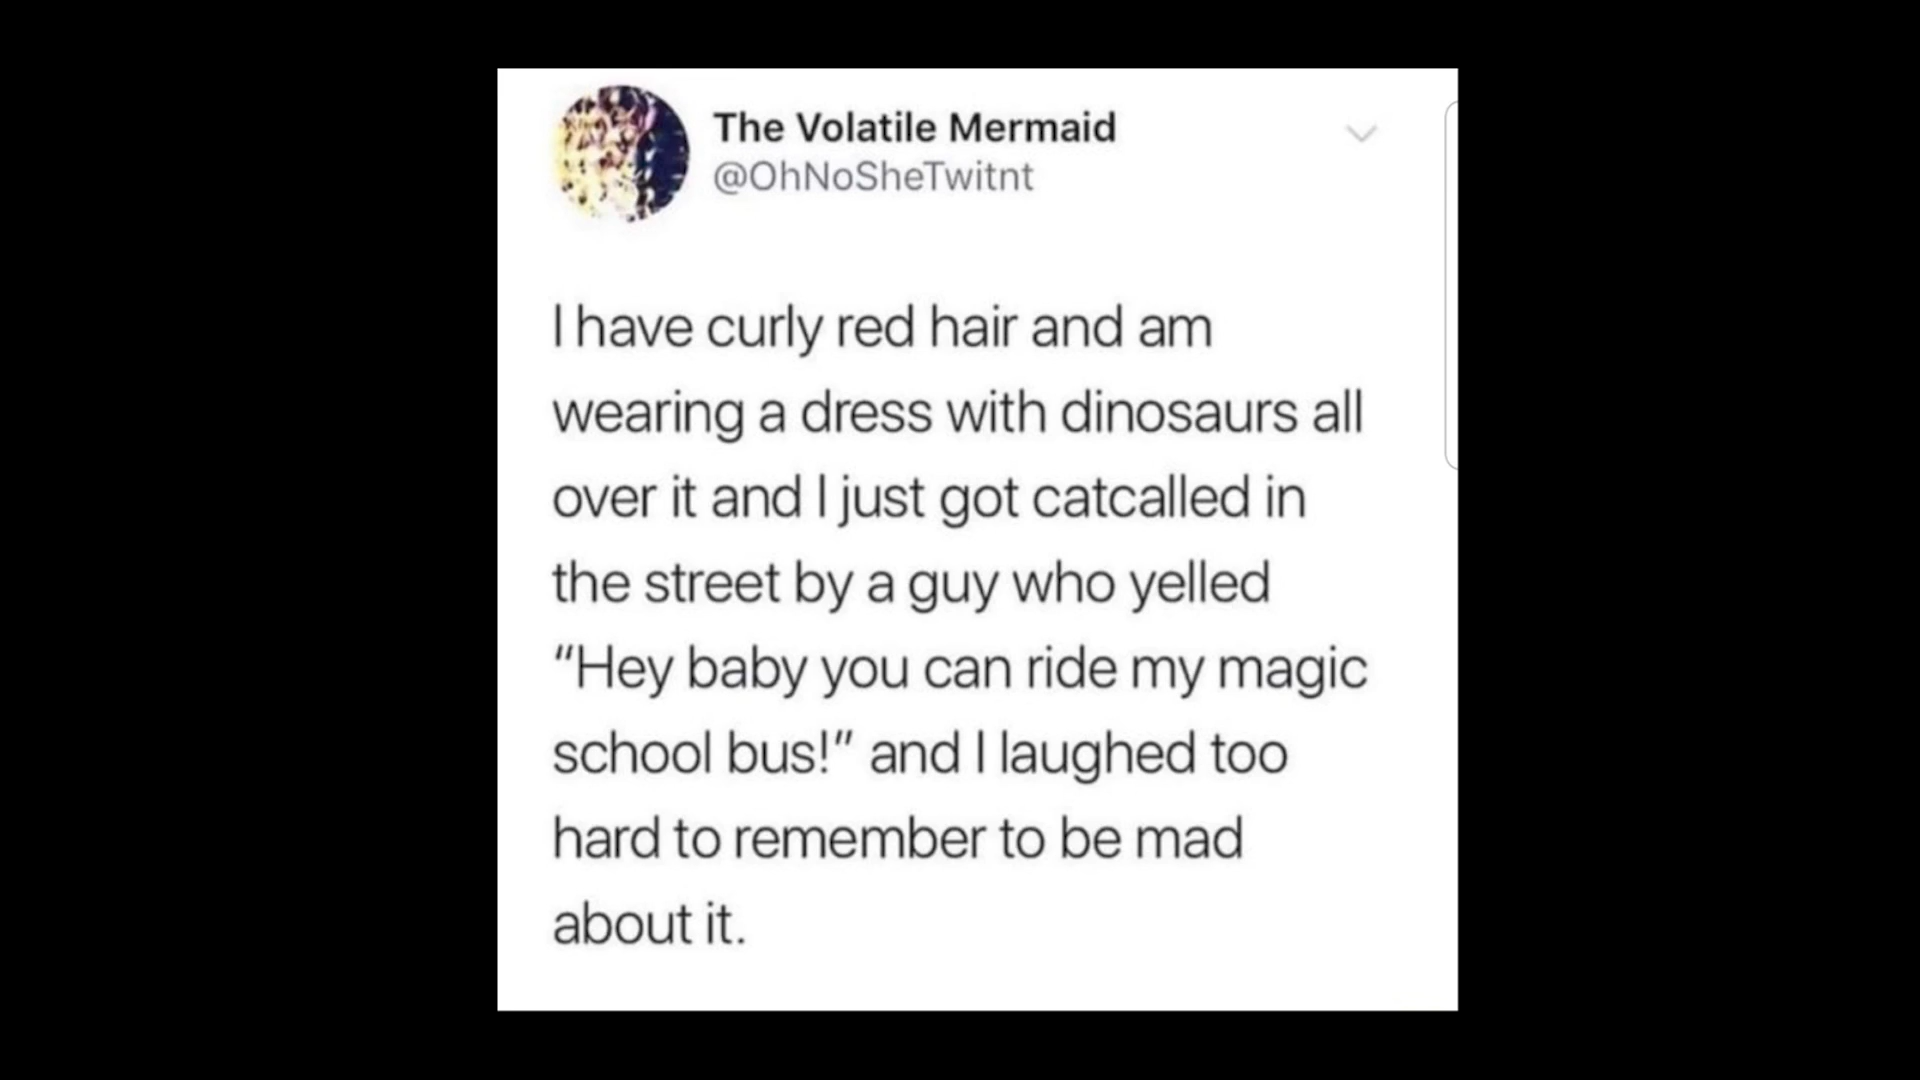 The Volatile Mermaid
@OhNoSheTwitnt
I have curly red hair and am
wearing a dress with dinosaurs all
over it and I just got catcalled in
the street by a guy who yelled
“Hey baby you can ride my magic
school bus!” and I laughed too
hard to remember to be mad
about it.